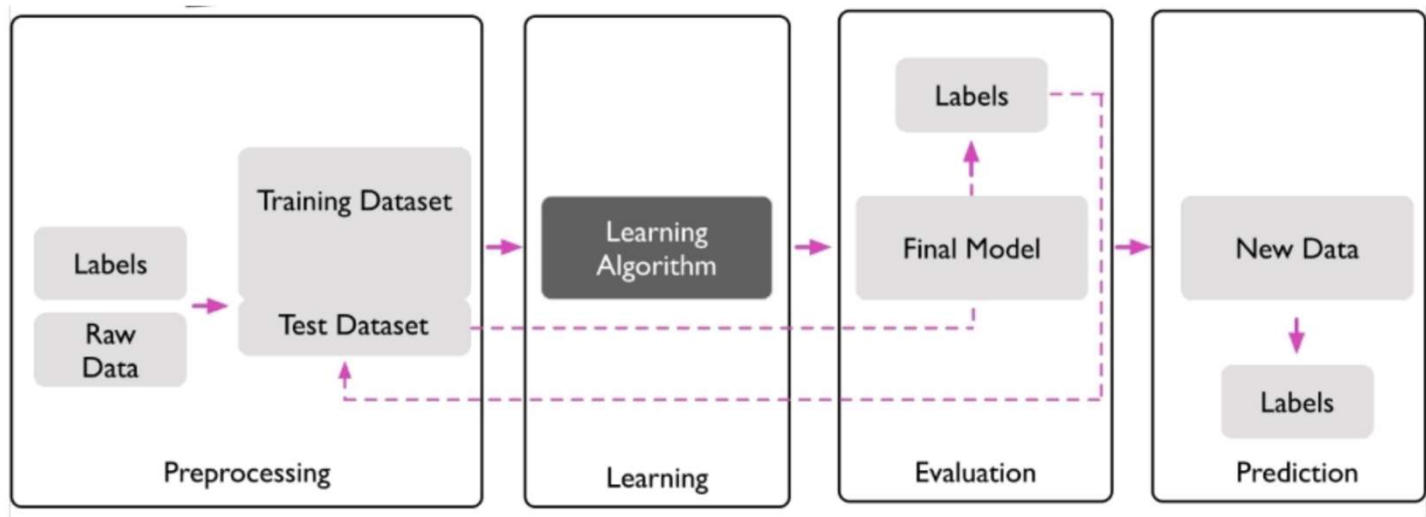 Labels
Raw
Data
Training Dataset
Test Dataset
Preprocessing
Learning
Algorithm
Learning
Labels
Final Model
Evaluation
New Data
Labels
Prediction